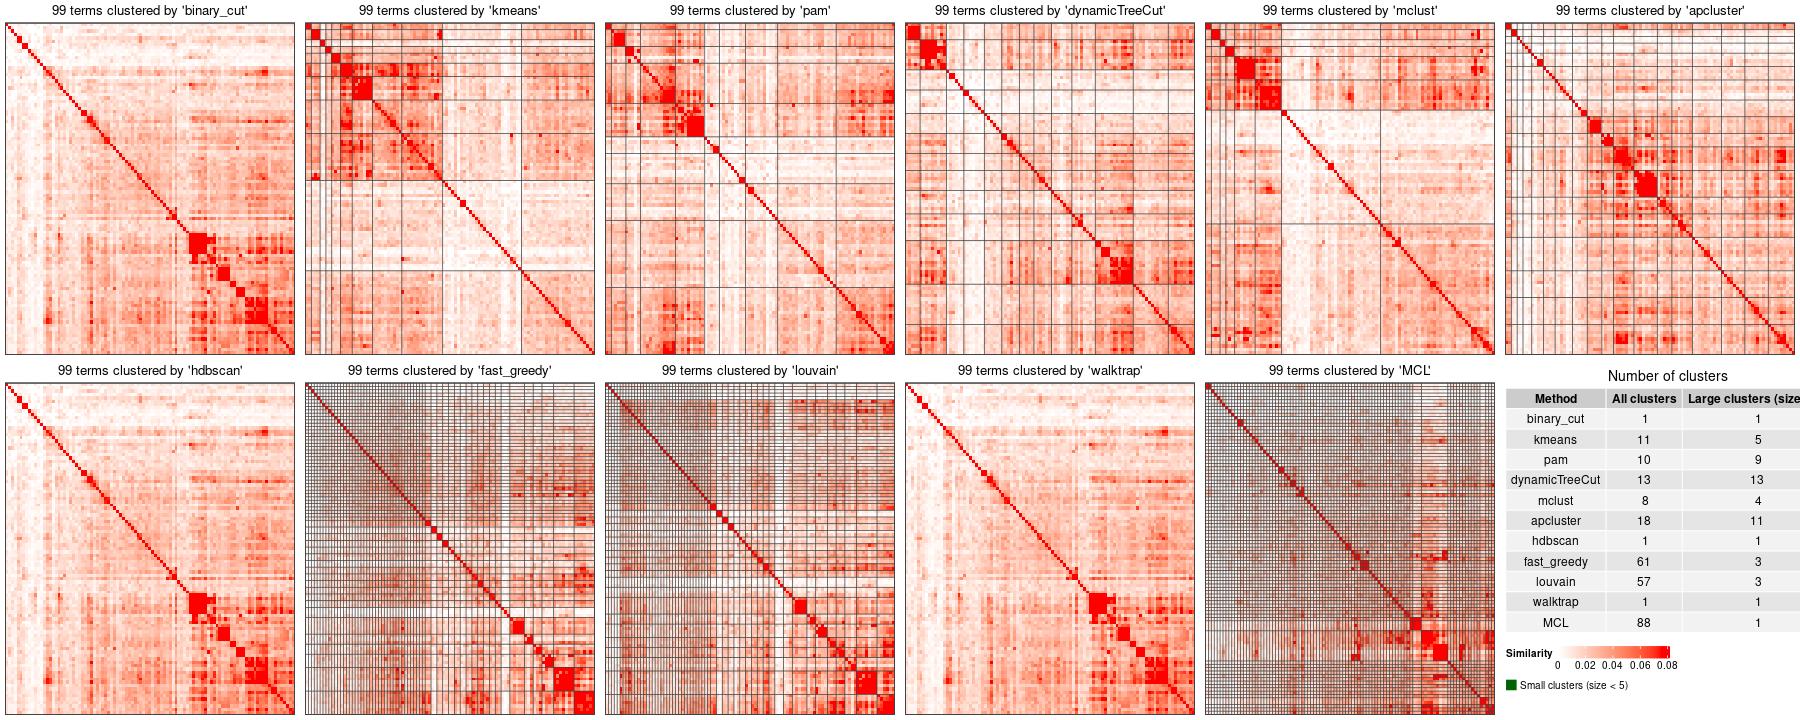 99 terms clustered by 'binary_cut'
99 terms clustered by 'kmeans'
99 terms clustered by 'pam'
99 terms clustered by 'dynamicTreeCut'
99 terms clustered by 'mclust'
99 terms clustered by 'apcluster'
99 terms clustered by 'hdbscan'
99 terms clustered by 'fast_greedy'
99 terms clustered by 'louvain'
99 terms clustered by 'walktrap'
99 terms clustered by 'MCL'
Number of clusters
Method All clusters Large clusters (size
binary_cut 1 1
kmeans 11 5
pam 10 9
dynamicTreeCut 13 13
mclust 8 4
apcluster 18 11
hdbscan 1 1
fast_greedy 61 3
louvain 57 3
walktrap 1 1
MCL 88 1
Similarity
0 0.02 0.04 0.06 0.08
Small clusters (size < 5)